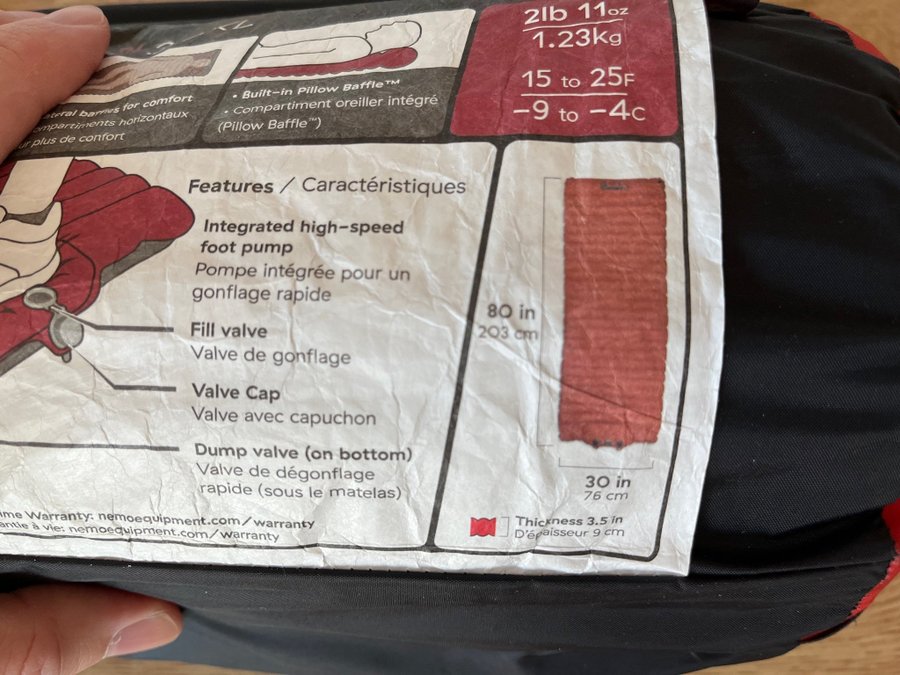 XL
2lb 11oz
1.23kg
15 to 25F
-9 to -4C
baffles for comfort
compartiments horizontaux
plus de confort
• Built-in Pillow Baffle™
• Compartiment oreiller intégré
(Pillow Baffle™)
Features / Caractéristiques
Integrated high-speed
foot pump
Pompe intégrée pour un
gonflage rapide
Fill valve
Valve de gonflage
Valve Cap
Valve avec capuchon
Dump valve (on bottom)
Valve de dégonflage
rapide (sous le matelas)
Warranty: nemoequipment.com/warranty
à vie: nemoequipment.com/warranty
80 in
203 cm
30 in
76 cm
Thickness 3.5 in
D'épaisseur 9 cm